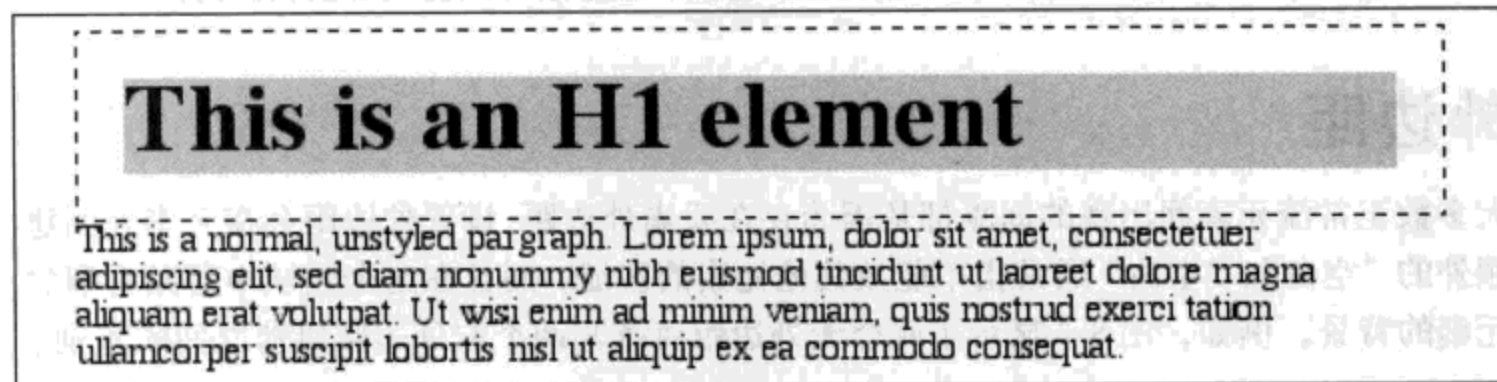 This is an H1 element
This is a normal, unstyled pargraph. Lorem ipsum, dolor sit amet, consectetuer
adipiscing elit, sed diam nonummy nibh euismod tincidunt ut laoreet dolore magna
aliquam erat volutpat. Ut wisi enim ad minim veniam, quis nostrud exerci tation
ullamcorper suscipit lobortis nisl ut aliquip ex ea commodo consequat.